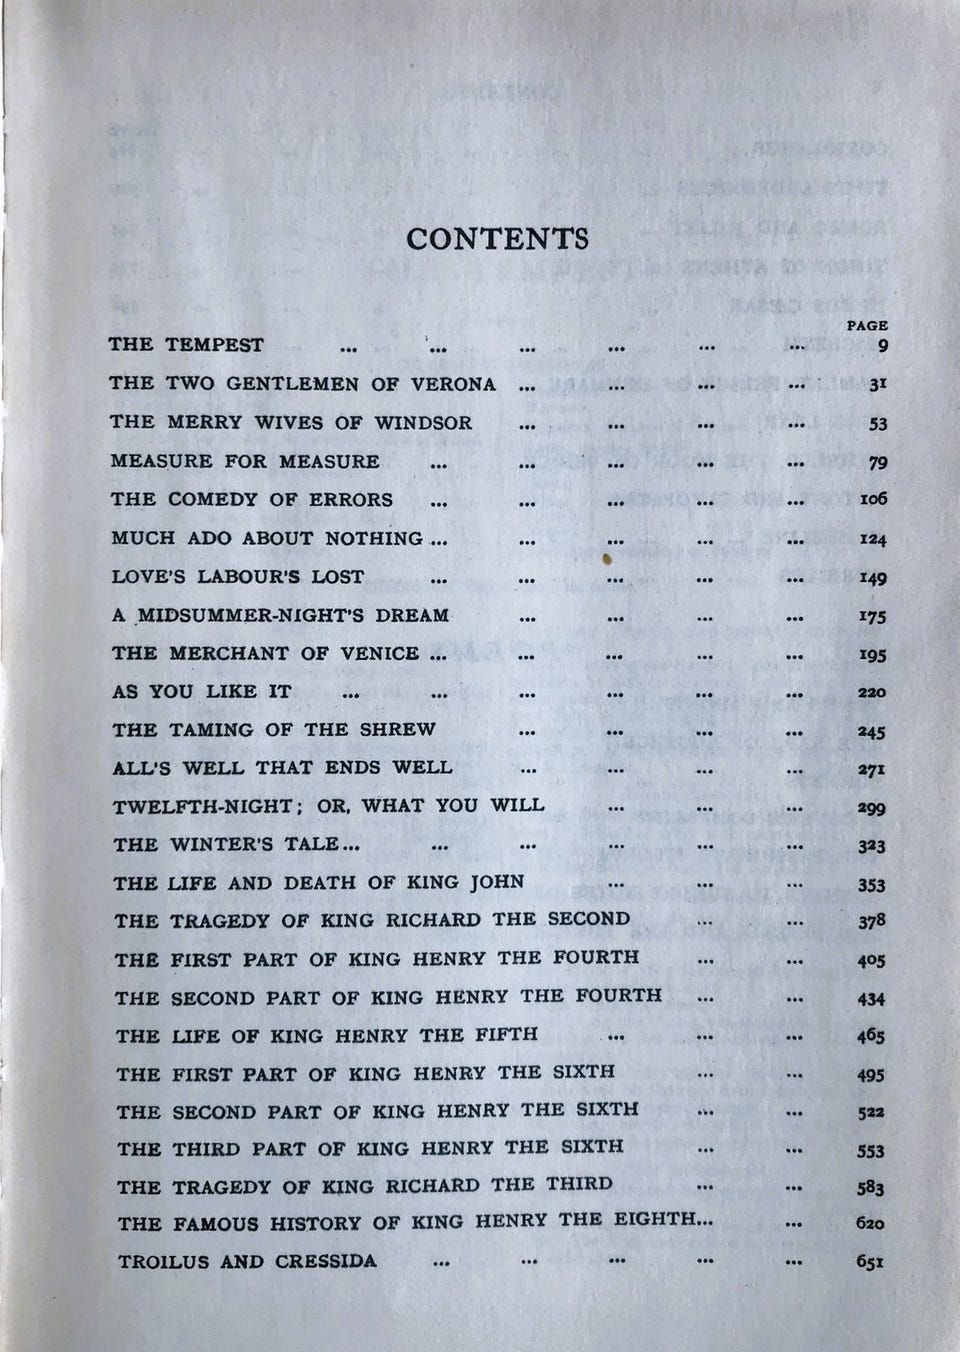 CONTENTS
PAGE
THE TEMPEST ... ... ... ... ... ... 9
THE TWO GENTLEMEN OF VERONA ... ... ... ... 31
THE MERRY WIVES OF WINDSOR ... ... ... ... 53
MEASURE FOR MEASURE ... ... ... ... ... 79
THE COMEDY OF ERRORS ... ... ... ... ... 106
MUCH ADO ABOUT NOTHING ... ... ... ... ... 124
LOVE'S LABOUR'S LOST ... ... ... ... ... 149
A MIDSUMMER-NIGHT'S DREAM ... ... ... ... 175
THE MERCHANT OF VENICE ... ... ... ... ... 195
AS YOU LIKE IT ... ... ... ... ... ... 220
THE TAMING OF THE SHREW ... ... ... ... 245
ALL'S WELL THAT ENDS WELL ... ... ... ... 271
TWELFTH-NIGHT; OR, WHAT YOU WILL ... ... ... 299
THE WINTER'S TALE... ... ... ... ... ... 323
THE LIFE AND DEATH OF KING JOHN ... ... ... 353
THE TRAGEDY OF KING RICHARD THE SECOND ... ... 378
THE FIRST PART OF KING HENRY THE FOURTH ... ... 405
THE SECOND PART OF KING HENRY THE FOURTH ... ... 434
THE LIFE OF KING HENRY THE FIFTH ... ... ... 465
THE FIRST PART OF KING HENRY THE SIXTH ... ... 495
THE SECOND PART OF KING HENRY THE SIXTH ... ... 522
THE THIRD PART OF KING HENRY THE SIXTH ... ... 553
THE TRAGEDY OF KING RICHARD THE THIRD ... ... 583
THE FAMOUS HISTORY OF KING HENRY THE EIGHTH... ... 620
TROILUS AND CRESSIDA ... ... ... ... ... 651